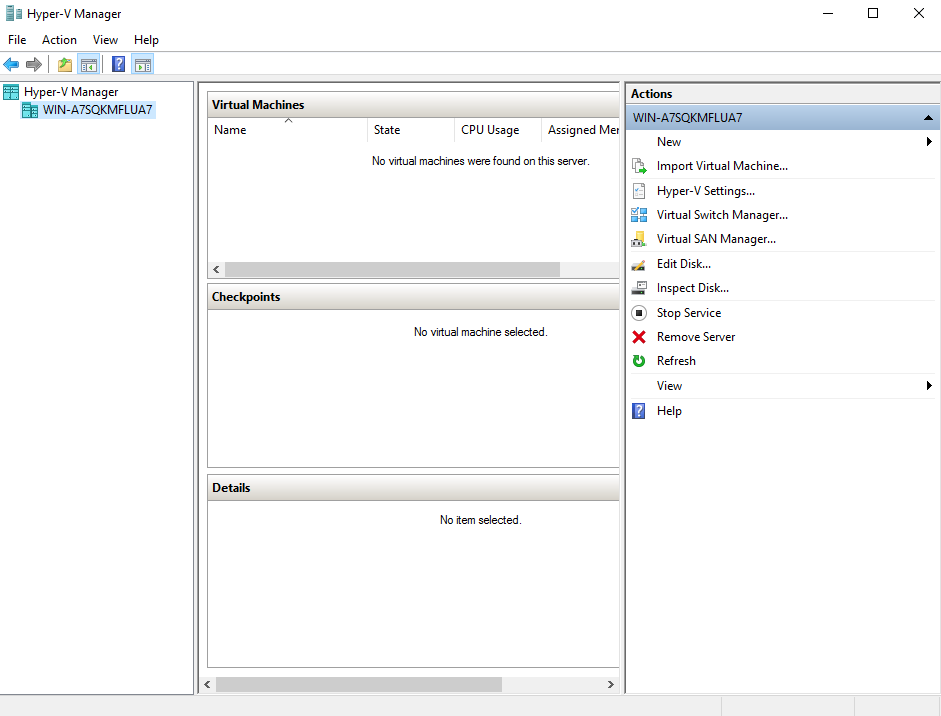 Hyper-V Manager
File Action View Help
Hyper-V Manager
WIN-A7SQKMFLUA7
Virtual Machines
Name State CPU Usage Assigned Mer
No virtual machines were found on this server.
Checkpoints
No virtual machine selected.
Details
No item selected.
Actions
WIN-A7SQKMFLUA7
New
Import Virtual Machine...
Hyper-V Settings...
Virtual Switch Manager...
Virtual SAN Manager...
Edit Disk...
Inspect Disk...
Stop Service
Remove Server
Refresh
View
Help